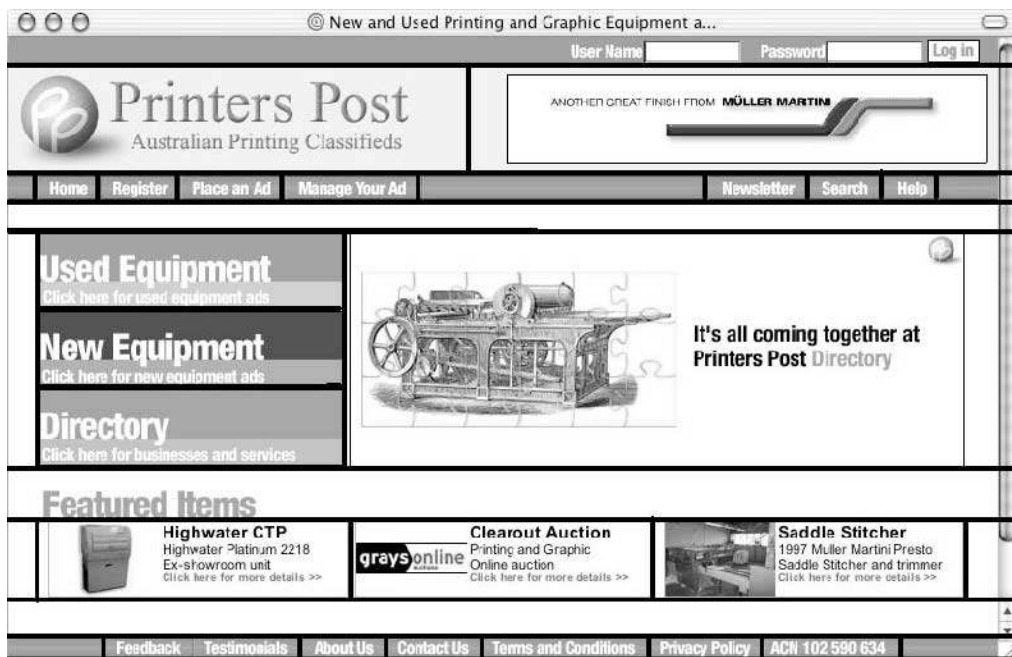 @ New and Used Printing and Graphic Equipment a...
User Name Password Log in
Printers Post
Australian Printing Classifieds
ANOTHER GREAT FINISH FROM MÜLLER MARTINI
Home Register Place an Ad Manage Your Ad Newsletter Search Help
Used Equipment
Click here for used equipment ads
New Equipment
Click here for new equipment ads
Directory
Click here for businesses and services
It's all coming together at
Printers Post Directory
Featured Items
Highwater CTP
Highwater Platinum 2218
Ex-showroom unit
Click here for more details >>
graysonline
Clearout Auction
Printing and Graphic
Online auction
Click here for more details >>
Saddle Stitcher
1997 Muller Martini Presto
Saddle Stitcher and trimmer
Click here for more details >>
Feedback Testimonials About Us Contact Us Terms and Conditions Privacy Policy ACN 102 590 634